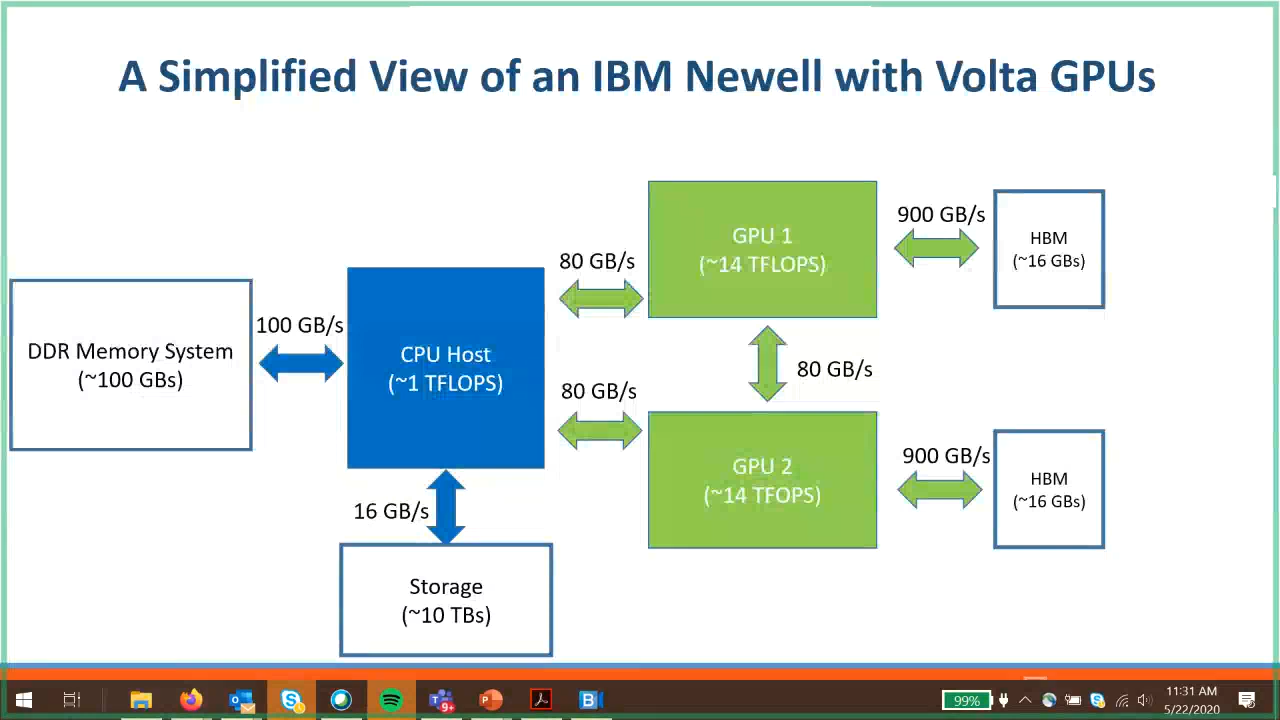 A Simplified View of an IBM Newell with Volta GPUs
DDR Memory System
(~100 GBs)
100 GB/s
CPU Host
(~1 TFLOPS)
16 GB/s
Storage
(~10 TBs)
80 GB/s
80 GB/s
GPU 1
(~14 TFLOPS)
80 GB/s
GPU 2
(~14 TFOPS)
900 GB/s
HBM
(~16 GBs)
900 GB/s
HBM
(~16 GBs)
99%
11:31 AM
5/22/2020
9+